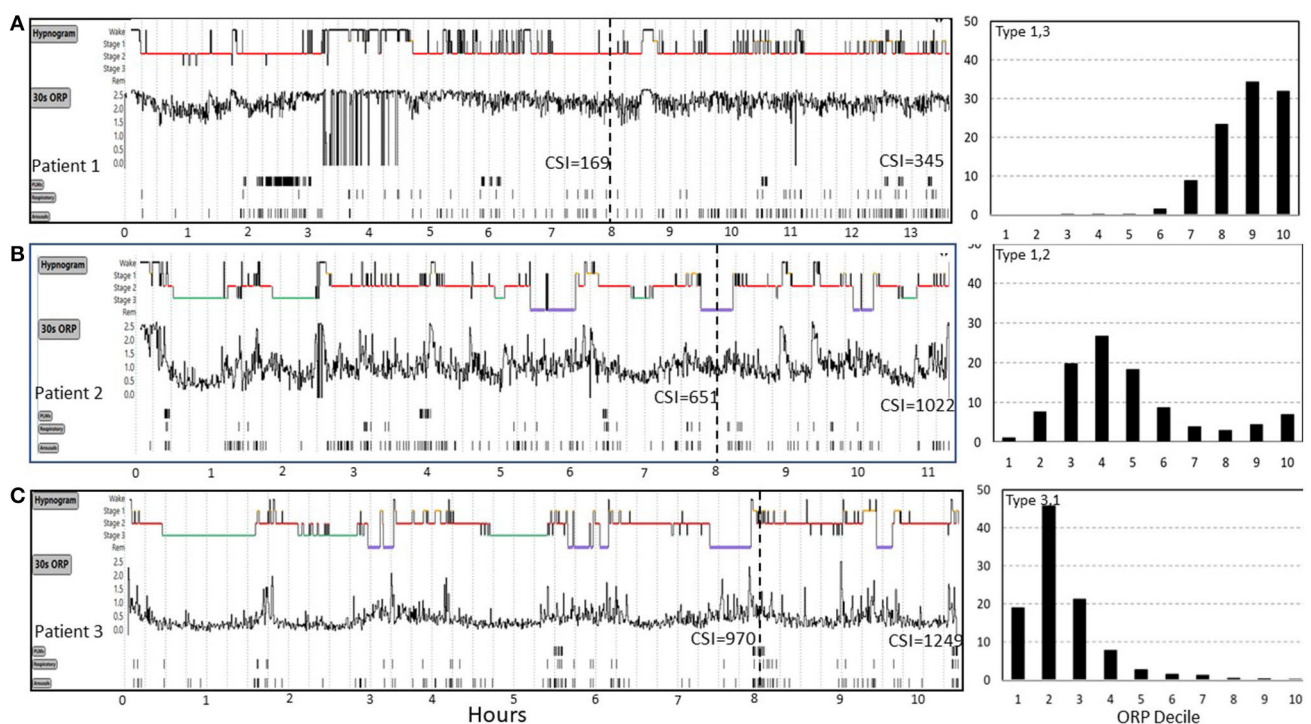 A
Hypnogram
Wake
Stage 1
Stage 2
Stage 3
Rem
30s ORP
2.5
2.0
1.5
1.0
0.5
0.0
Patient 1
CSI=169
CSI=345
PLMs
Respiratory
Arousals
0 1 2 3 4 5 6 7 8 9 10 11 12 13
50
Type 1,3
40
30
20
10
0
1 2 3 4 5 6 7 8 9 10
B
Hypnogram
Wake
Stage 1
Stage 2
Stage 3
Rem
30s ORP
2.5
2.0
1.5
1.0
0.5
0.0
Patient 2
CSI=651
CSI=1022
PLMs
Respiratory
Arousals
0 1 2 3 4 5 6 7 8 9 10 11
50
Type 1,2
40
30
20
10
0
1 2 3 4 5 6 7 8 9 10
C
Hypnogram
Wake
Stage 1
Stage 2
Stage 3
Rem
30s ORP
2.5
2.0
1.5
1.0
0.5
0.0
Patient 3
CSI=970
CSI=1249
PLMs
Respiratory
Arousals
0 1 2 3 4 5 6 7 8 9 10
Hours
50
Type 3,1
40
30
20
10
0
1 2 3 4 5 6 7 8 9 10
ORP Decile